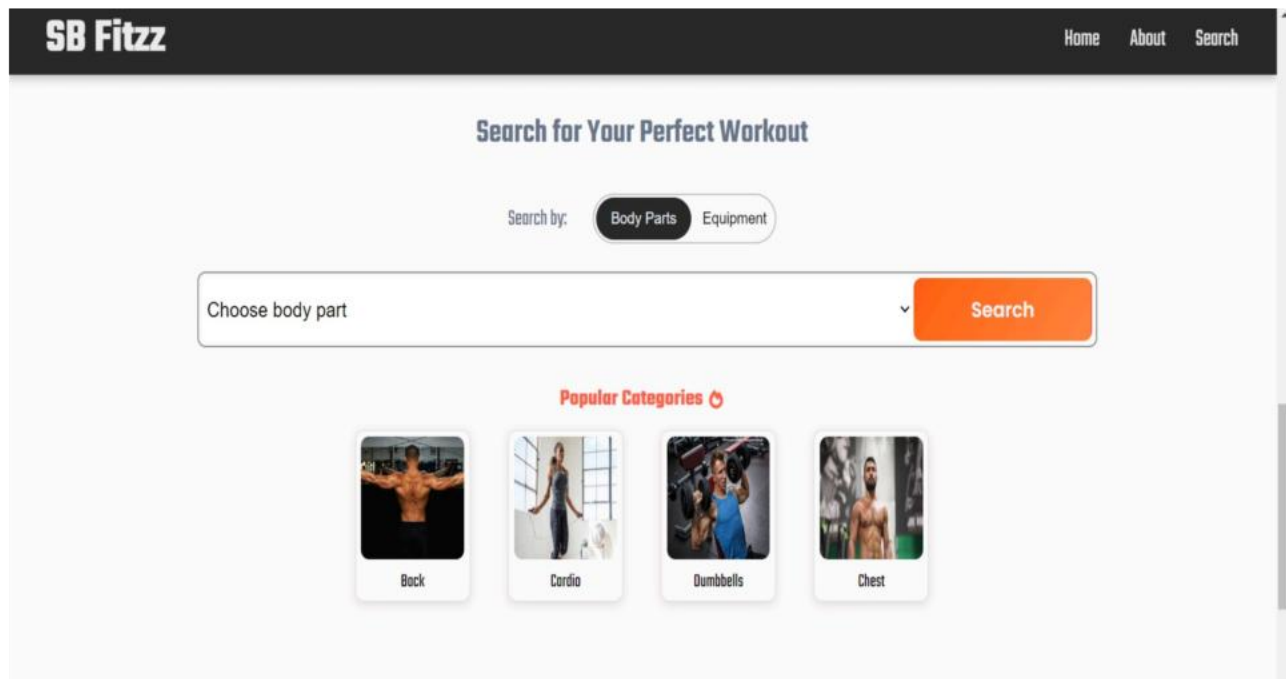 SB Fitzz
Home About Search
Search for Your Perfect Workout
Search by: Body Parts Equipment
Choose body part Search
Popular Categories
Back Cardio Dumbbells Chest